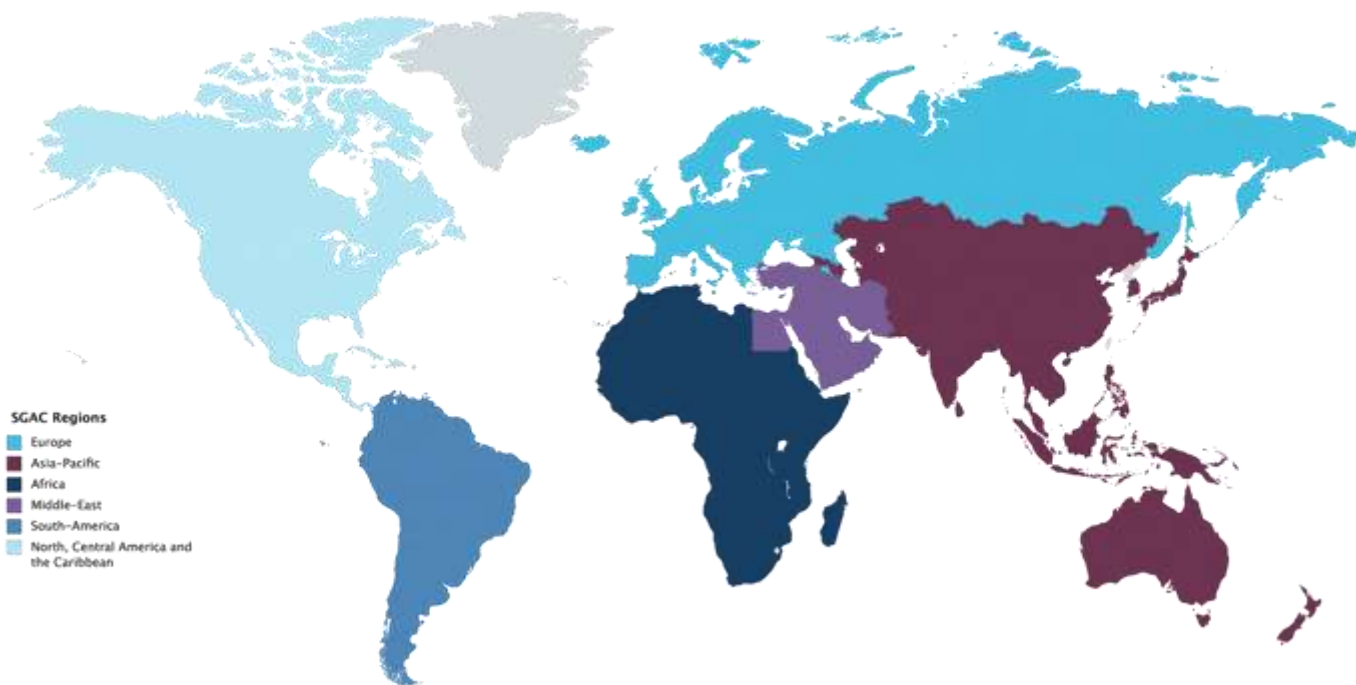 SGAC Regions
Europe
Asia-Pacific
Africa
Middle-East
South-America
North, Central America and
the Caribbean